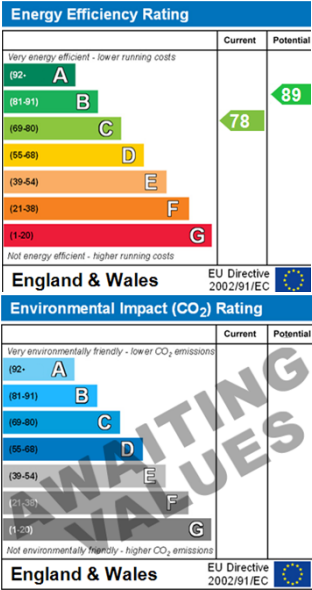 Energy Efficiency Rating
Current Potential
Very energy efficient - lower running costs
(92- A
(81-91) B
89
(69-80) C
78
(55-68) D
(39-54) E
(21-38) F
(1-20) G
Not energy efficient - higher running costs
England & Wales
EU Directive
2002/91/EC
Environmental Impact (CO2) Rating
Current Potential
Very environmentally friendly - lower CO2 emissions
(92- A
(81-91) B
(69-80) C
(55-68) D
(39-54) E
(21-38) F
(1-20) G
AWAITING
VALUES
Not environmentally friendly - higher CO2 emissions
England & Wales
EU Directive
2002/91/EC